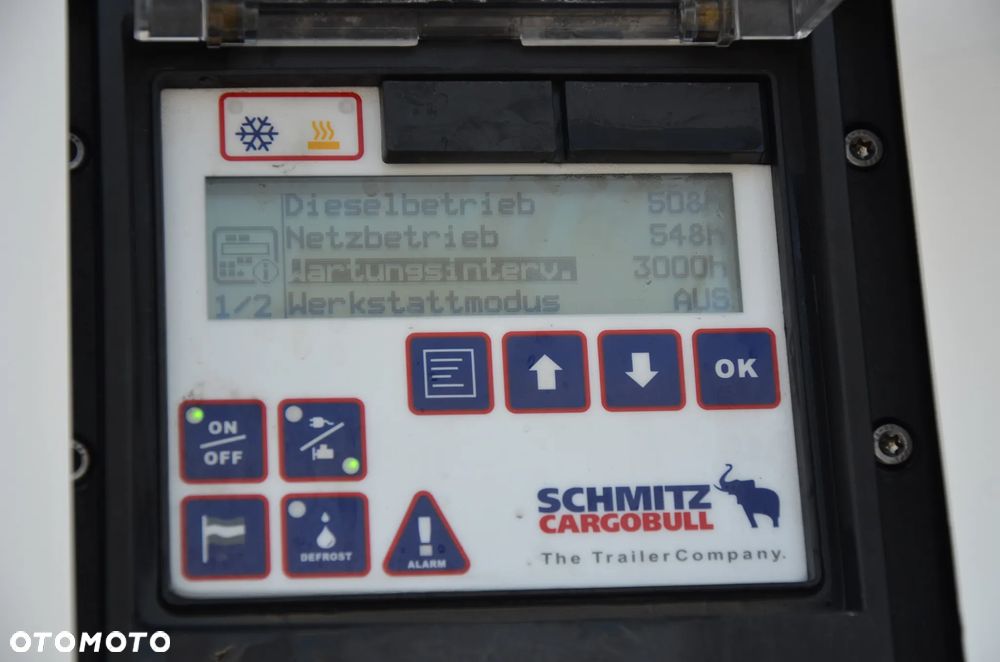 Dieselbetrieb 508h
Netzbetrieb 548h
Wartungsinterv. 3000h
1/2 Werkstattmodus AUS
OK
ON
OFF
DEFROST
ALARM
SCHMITZ
CARGOBULL
The TrailerCompany.
OTOMOTO